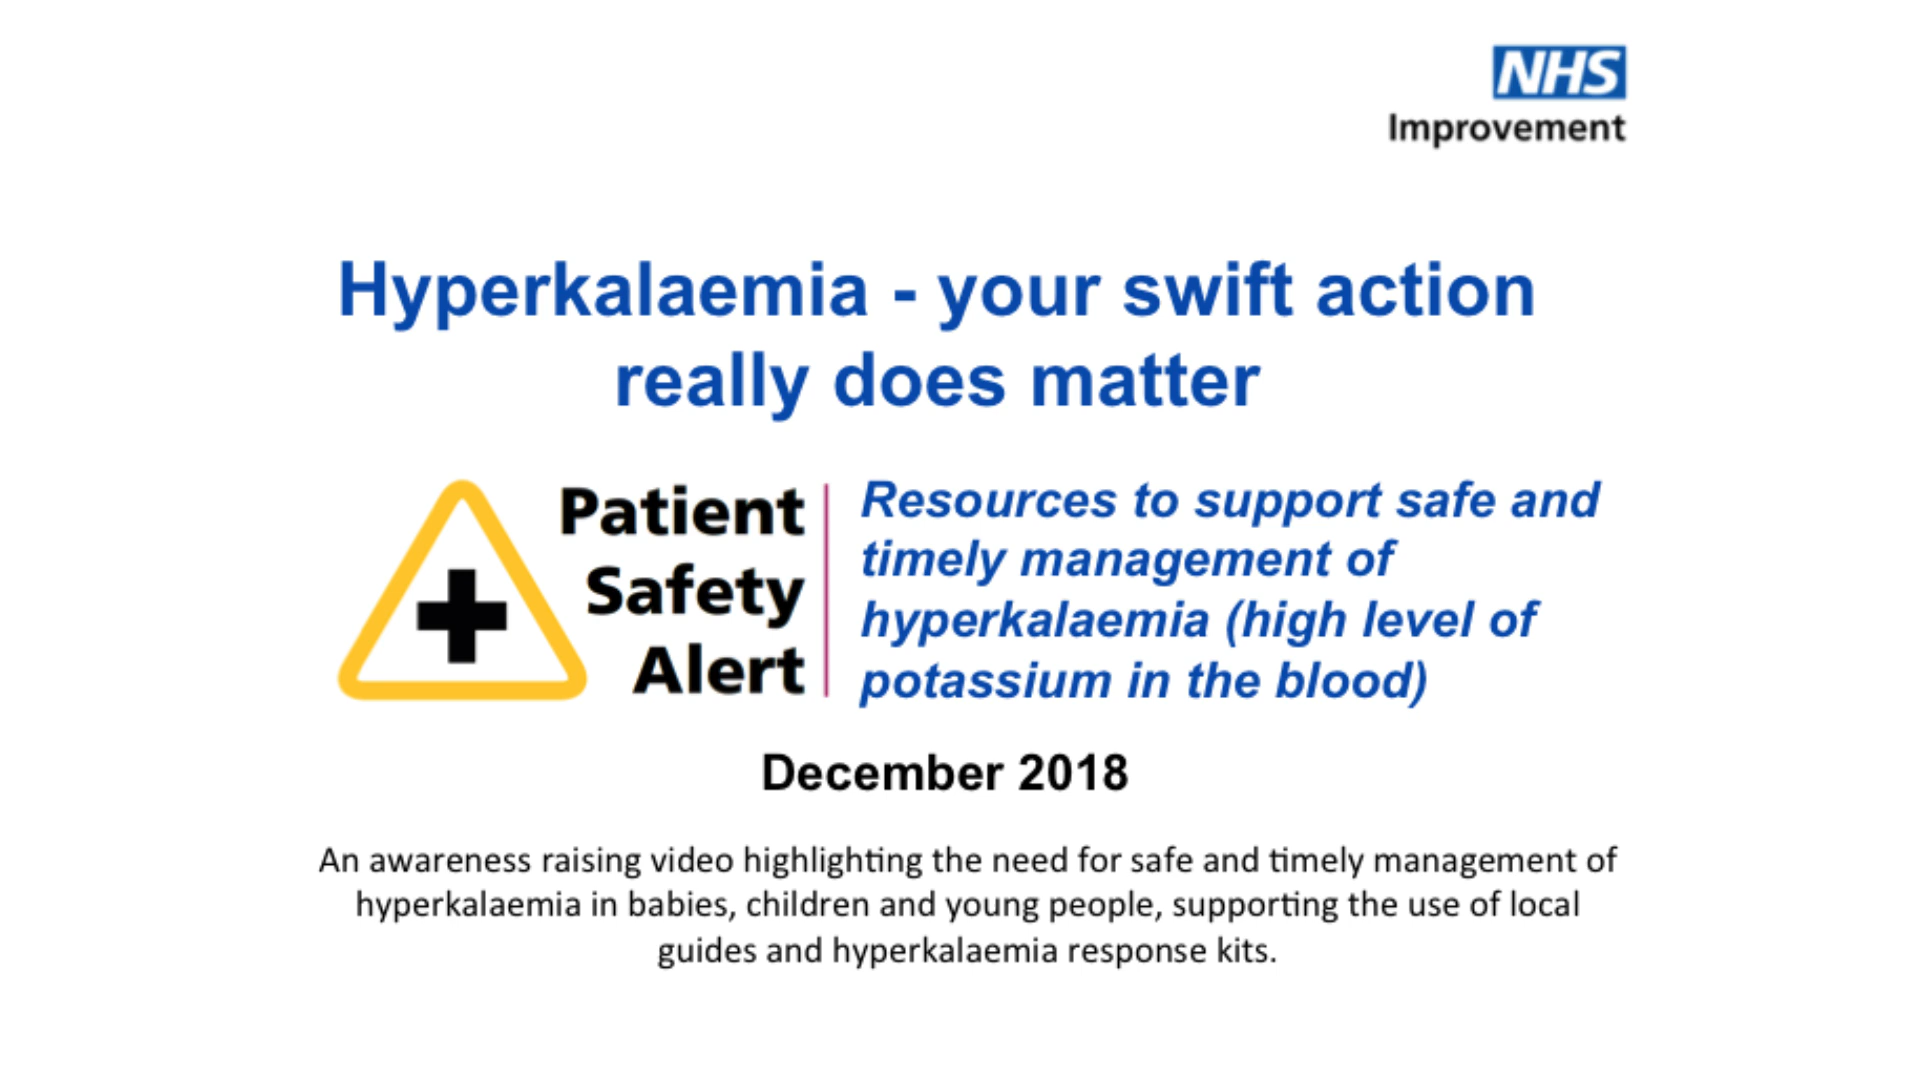 NHS
Improvement
Hyperkalaemia - your swift action
really does matter
Patient
Safety
Alert
Resources to support safe and
timely management of
hyperkalaemia (high level of
potassium in the blood)
December 2018
An awareness raising video highlighting the need for safe and timely management of
hyperkalaemia in babies, children and young people, supporting the use of local
guides and hyperkalaemia response kits.